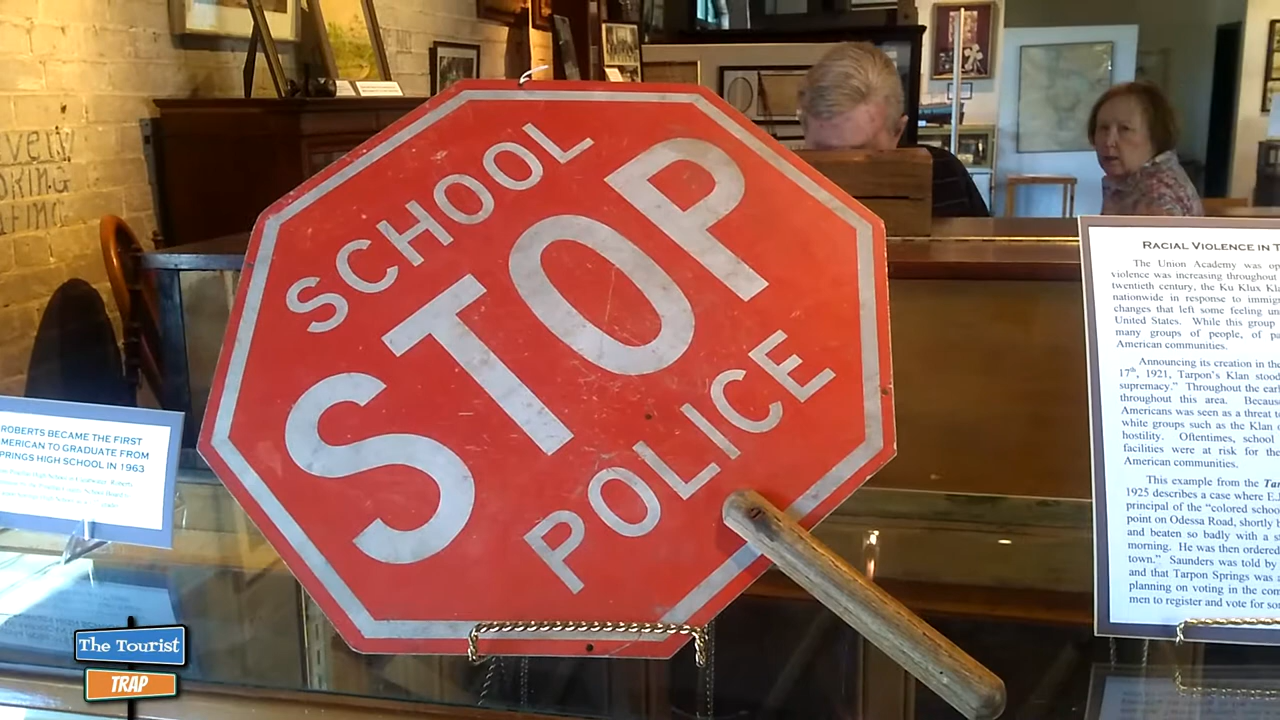 SCHOOL
STOP
POLICE
ROBERTS BECAME THE FIRST
MERICAN TO GRADUATE FROM
PRINGS HIGH SCHOOL IN 1963
RACIAL VIOLENCE IN T
The Union Academy was op
violence was increasing throughout
twentieth century, the Ku Klux Kla
nationwide in response to immig
changes that left some feeling un
United States. While this group
many groups of people, of pa
American communities.
Announcing its creation in the
17th, 1921, Tarpon's Klan stood
supremacy." Throughout the earl
throughout this area. Because
Americans was seen as a threat to
white groups such as the Klan o
hostility. Oftentimes, school
facilities were at risk for the
American communities.
This example from the Tar
1925 describes a case where E.J
principal of the "colored schoo
point on Odessa Road, shortly b
and beaten so badly with a st
morning. He was then ordered
town." Saunders was told by
and that Tarpon Springs was
planning on voting in the com
men to register and vote for so
The Tourist
TRAP